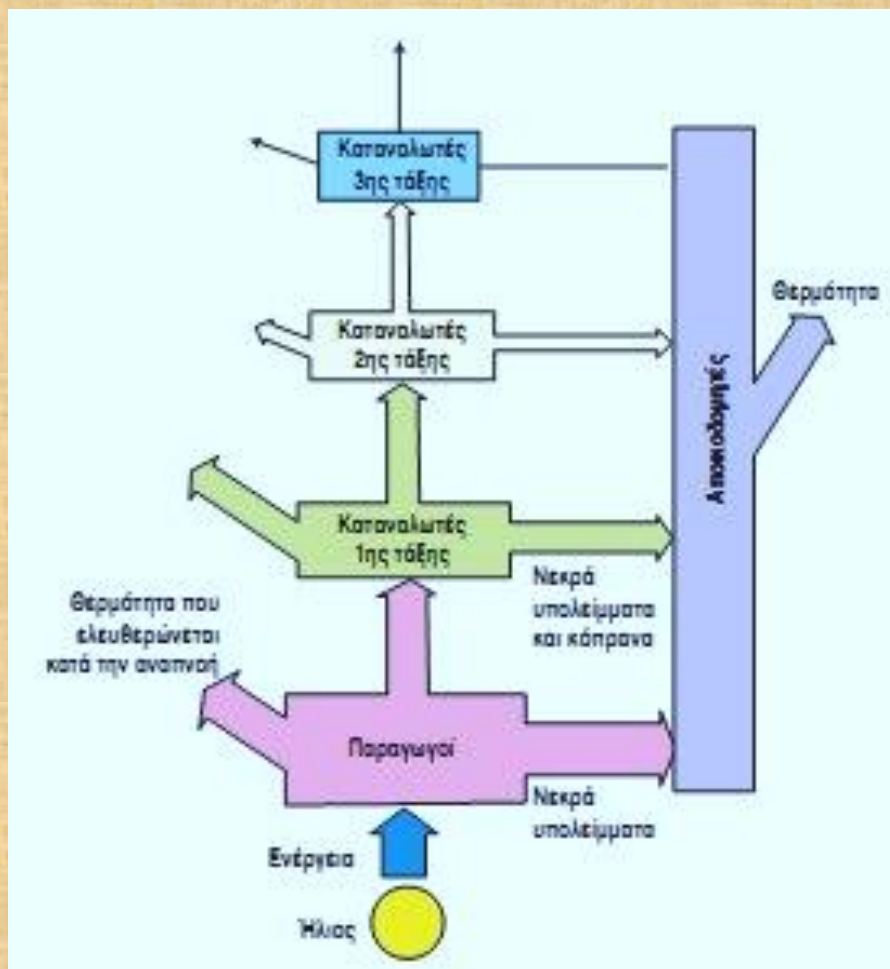 Καταναλωτές
3ης τάξης
Θερμότητα
Καταναλωτές
2ης τάξης
Αποικοδομητές
Καταναλωτές
1ης τάξης
Νεκρά
υπολείμματα
και κόπρανα
Θερμότητα που
ελευθερώνεται
κατά την αναπνοή
Παραγωγοί
Νεκρά
υπολείμματα
Ενέργεια
Ήλιος